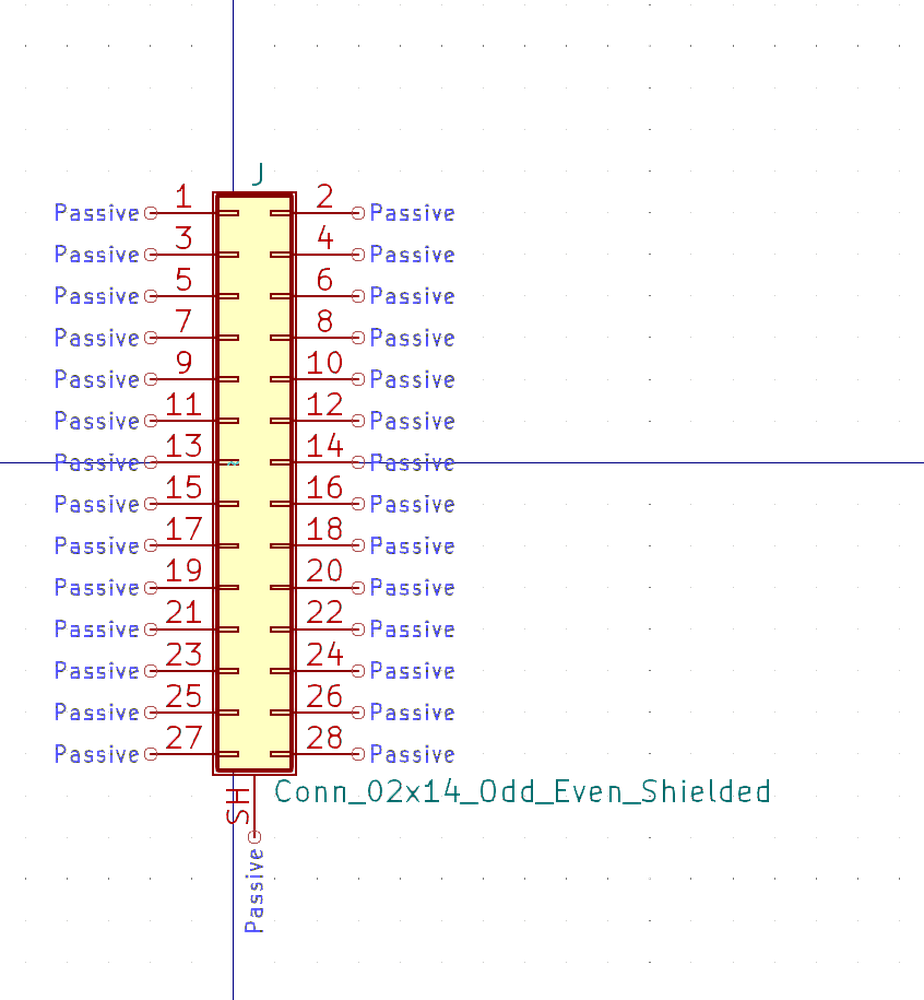 J
Passive 1 2 Passive
Passive 3 4 Passive
Passive 5 6 Passive
Passive 7 8 Passive
Passive 9 10 Passive
Passive 11 12 Passive
Passive 13 14 Passive
Passive 15 16 Passive
Passive 17 18 Passive
Passive 19 20 Passive
Passive 21 22 Passive
Passive 23 24 Passive
Passive 25 26 Passive
Passive 27 28 Passive
SH
Conn_02x14_Odd_Even_Shielded
Passive